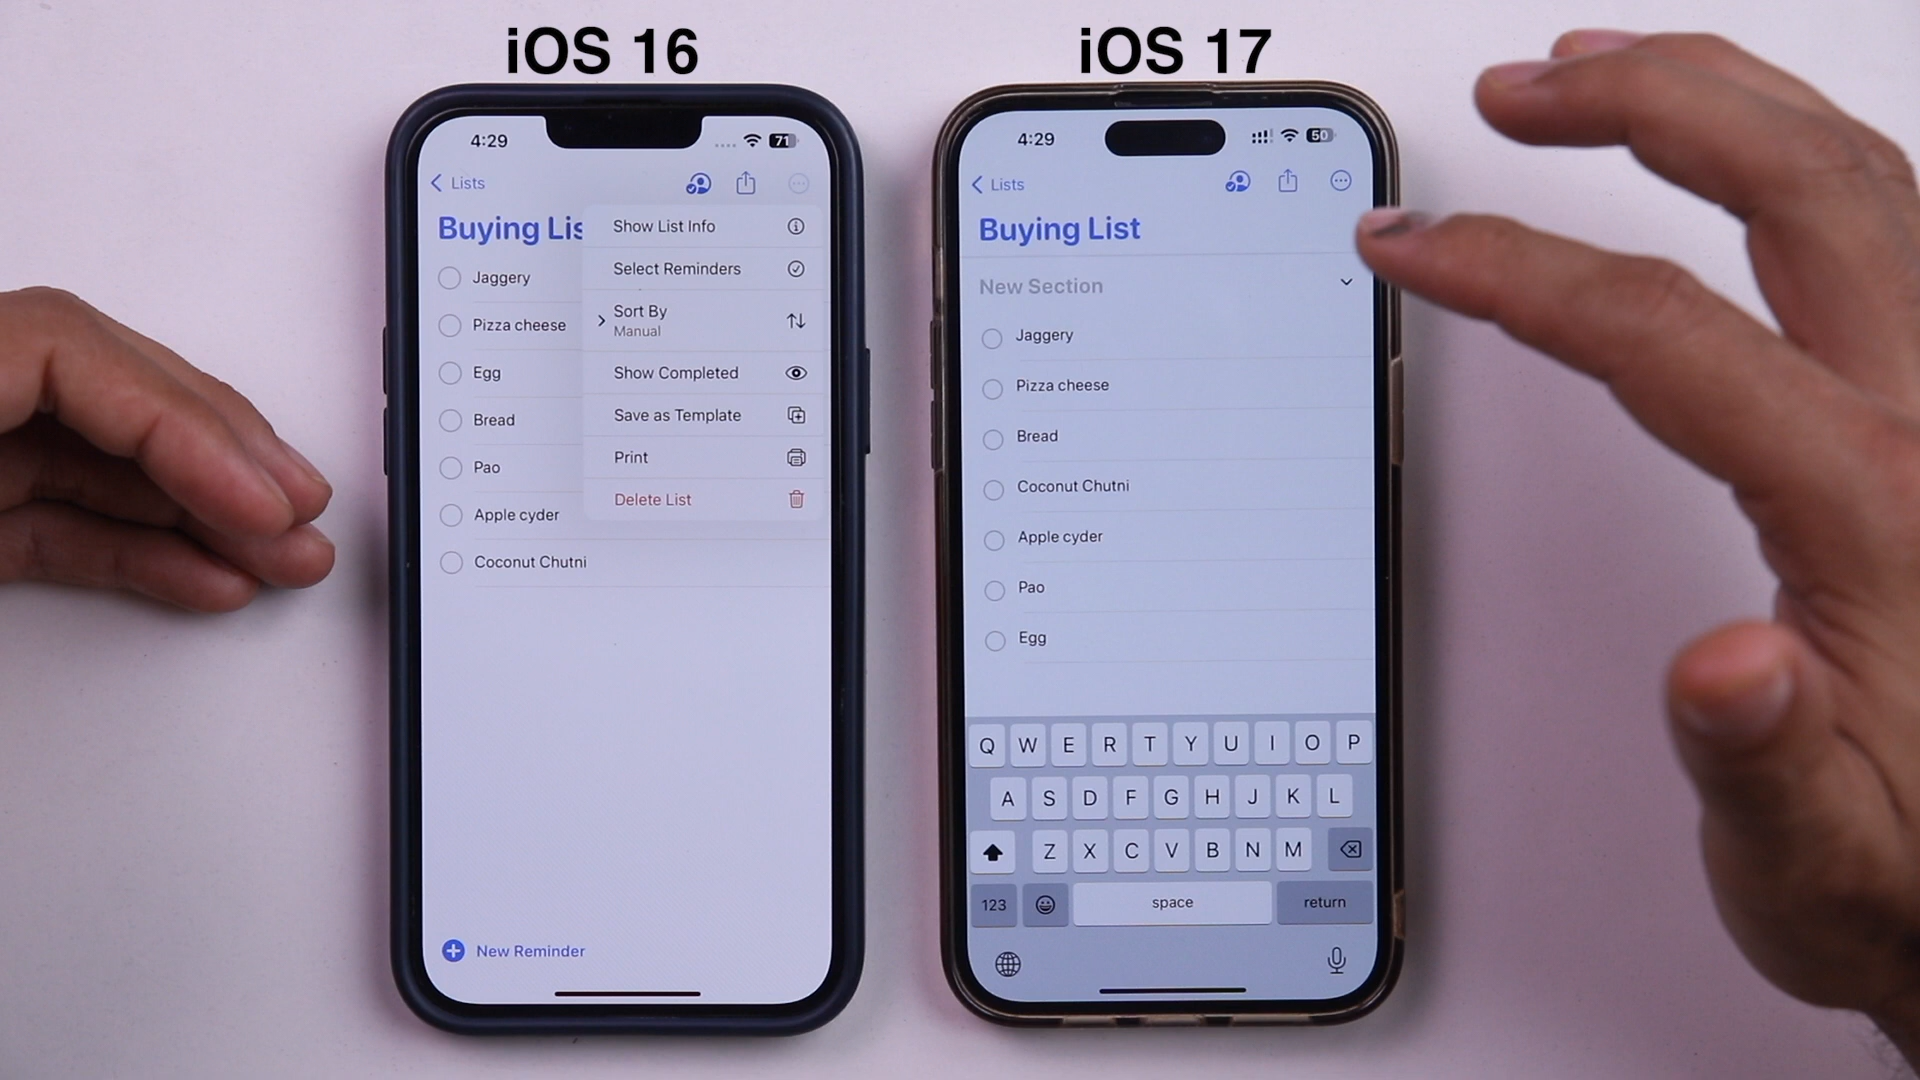 iOS 16
4:29
71
Lists
Buying Lis
Show List Info
Select Reminders
Sort By
Manual
Show Completed
Save as Template
Print
Delete List
Jaggery
Pizza cheese
Egg
Bread
Pao
Apple cyder
Coconut Chutni
New Reminder
iOS 17
4:29
50
Lists
Buying List
New Section
Jaggery
Pizza cheese
Bread
Coconut Chutni
Apple cyder
Pao
Egg
Q W E R T Y U I O P
A S D F G H J K L
Z X C V B N M
123 space return